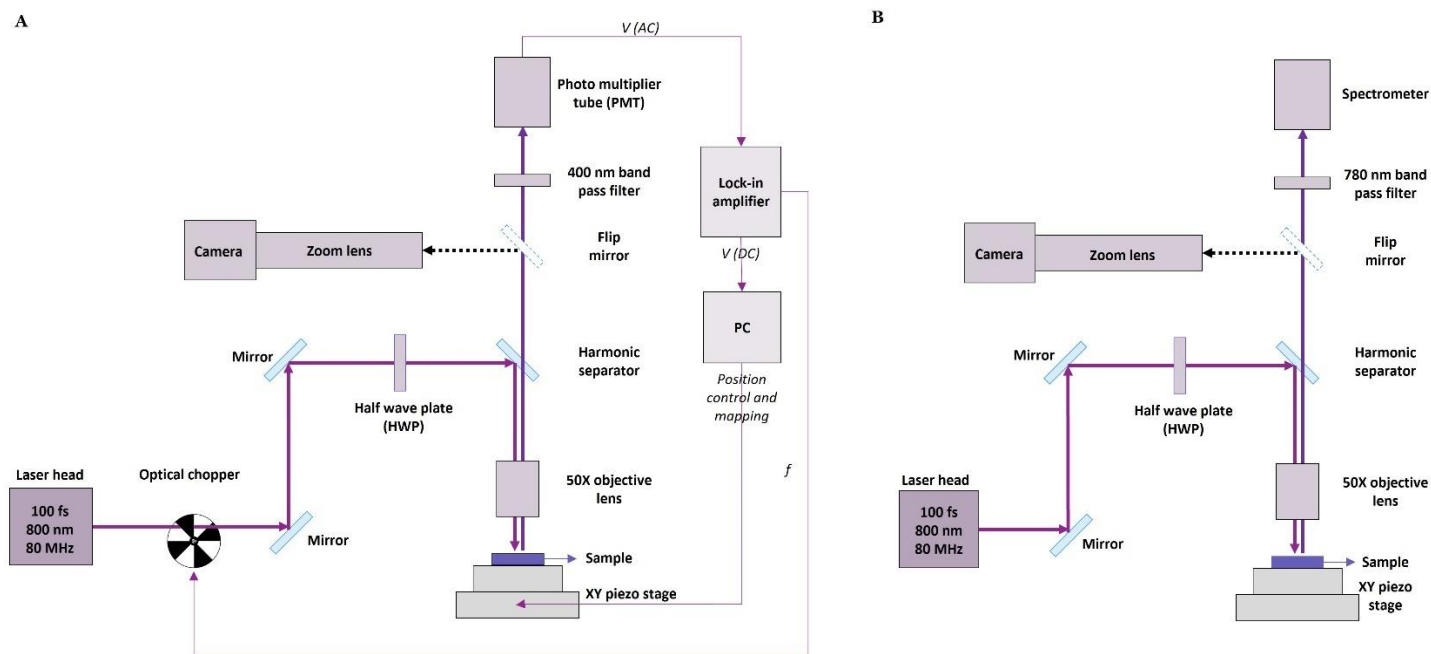 A
V (AC)
Photo multiplier
tube (PMT)
400 nm band
pass filter
Lock-in
amplifier
Camera
Zoom lens
Flip
mirror
V (DC)
PC
Mirror
Harmonic
separator
Half wave plate
(HWP)
Position
control and
mapping
Laser head
Optical chopper
50X objective
lens
f
100 fs
800 nm
80 MHz
Mirror
Sample
XY piezo stage
B
Spectrometer
780 nm band
pass filter
Camera
Zoom lens
Flip
mirror
Mirror
Harmonic
separator
Half wave plate
(HWP)
Laser head
50X objective
lens
100 fs
800 nm
80 MHz
Mirror
Sample
XY piezo
stage